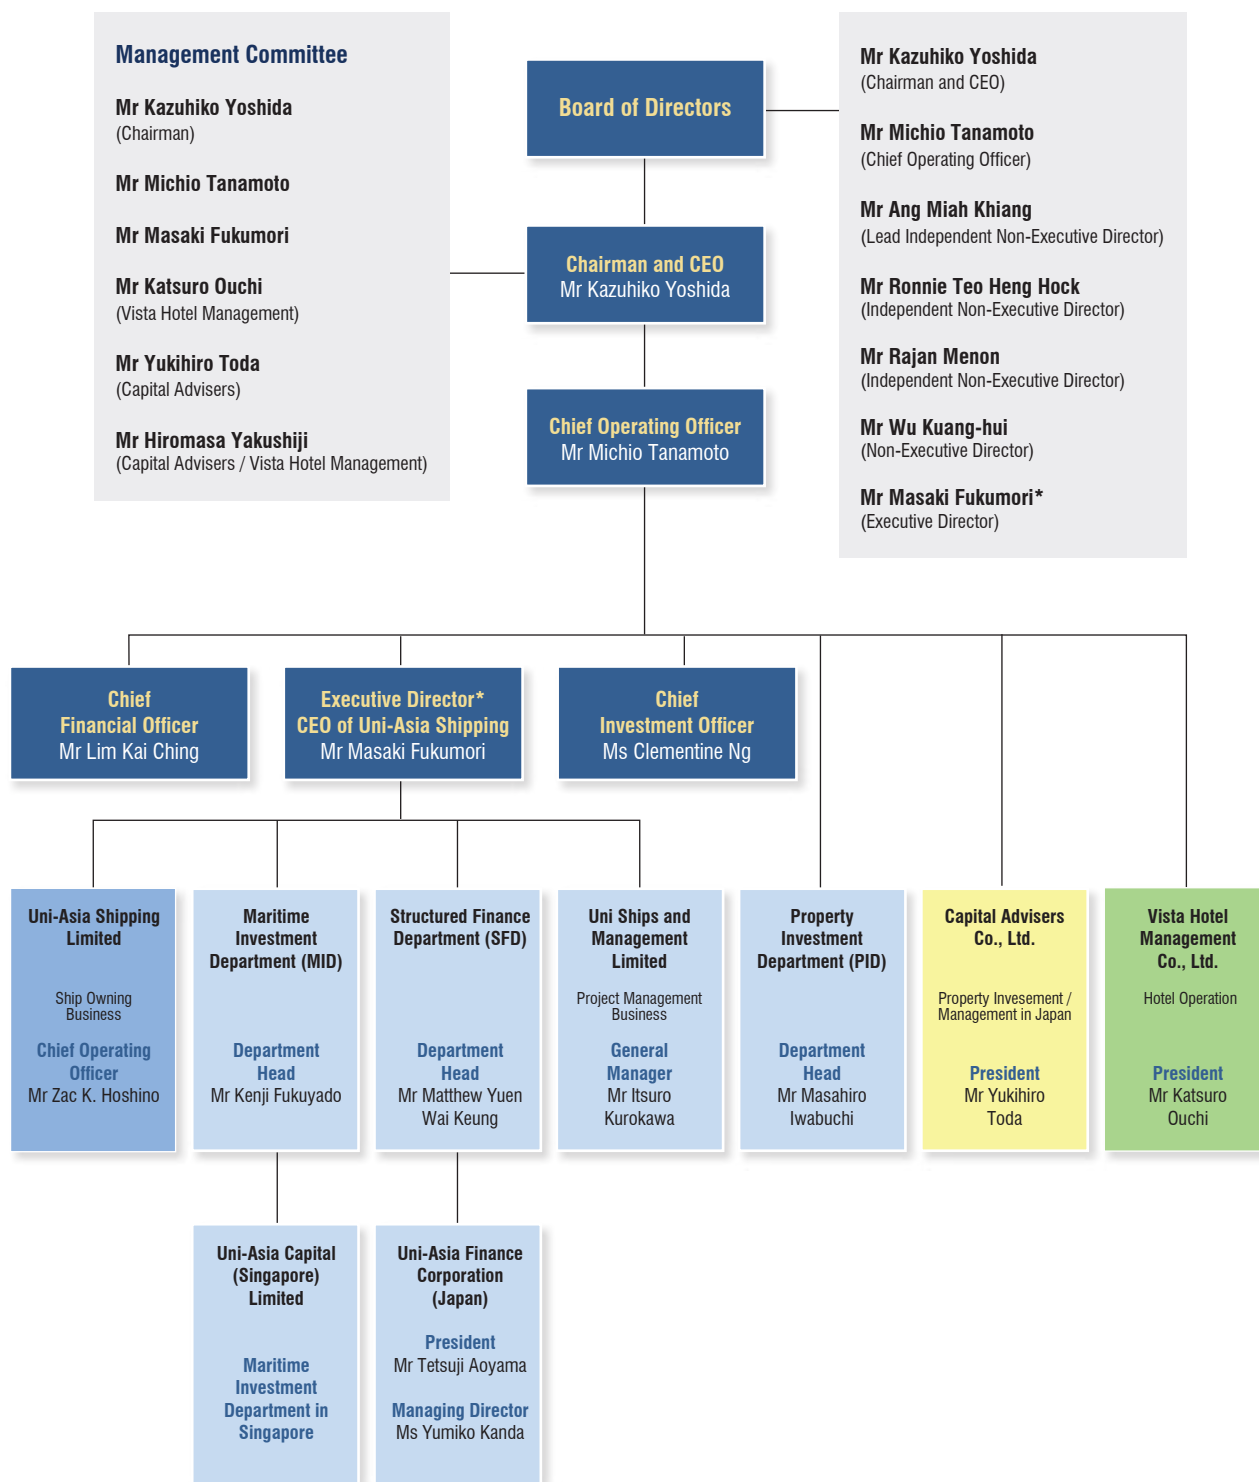 Management Committee
Mr Kazuhiko Yoshida
(Chairman)
Mr Michio Tanamoto
Mr Masaki Fukumori
Mr Katsuro Ouchi
(Vista Hotel Management)
Mr Yukihiro Toda
(Capital Advisers)
Mr Hiromasa Yakushiji
(Capital Advisers / Vista Hotel Management)
Board of Directors
Mr Kazuhiko Yoshida
(Chairman and CEO)
Mr Michio Tanamoto
(Chief Operating Officer)
Mr Ang Miah Khiang
(Lead Independent Non-Executive Director)
Mr Ronnie Teo Heng Hock
(Independent Non-Executive Director)
Mr Rajan Menon
(Independent Non-Executive Director)
Mr Wu Kuang-hui
(Non-Executive Director)
Mr Masaki Fukumori*
(Executive Director)
Chairman and CEO
Mr Kazuhiko Yoshida
Chief Operating Officer
Mr Michio Tanamoto
Chief
Financial Officer
Mr Lim Kai Ching
Executive Director*
CEO of Uni-Asia Shipping
Mr Masaki Fukumori
Chief
Investment Officer
Ms Clementine Ng
Uni-Asia Shipping
Limited
Ship Owning
Business
Chief Operating
Officer
Mr Zac K. Hoshino
Maritime
Investment
Department (MID)
Department
Head
Mr Kenji Fukuyado
Structured Finance
Department (SFD)
Department
Head
Mr Matthew Yuen
Wai Keung
Uni Ships and
Management
Limited
Project Management
Business
General
Manager
Mr Itsuro
Kurokawa
Property
Investment
Department (PID)
Department
Head
Mr Masahiro
Iwabuchi
Capital Advisers
Co., Ltd.
Property Invesement /
Management in Japan
President
Mr Yukihiro
Toda
Vista Hotel
Management
Co., Ltd.
Hotel Operation
President
Mr Katsuro
Ouchi
Uni-Asia Capital
(Singapore)
Limited
Maritime
Investment
Department in
Singapore
Uni-Asia Finance
Corporation
(Japan)
President
Mr Tetsuji Aoyama
Managing Director
Ms Yumiko Kanda